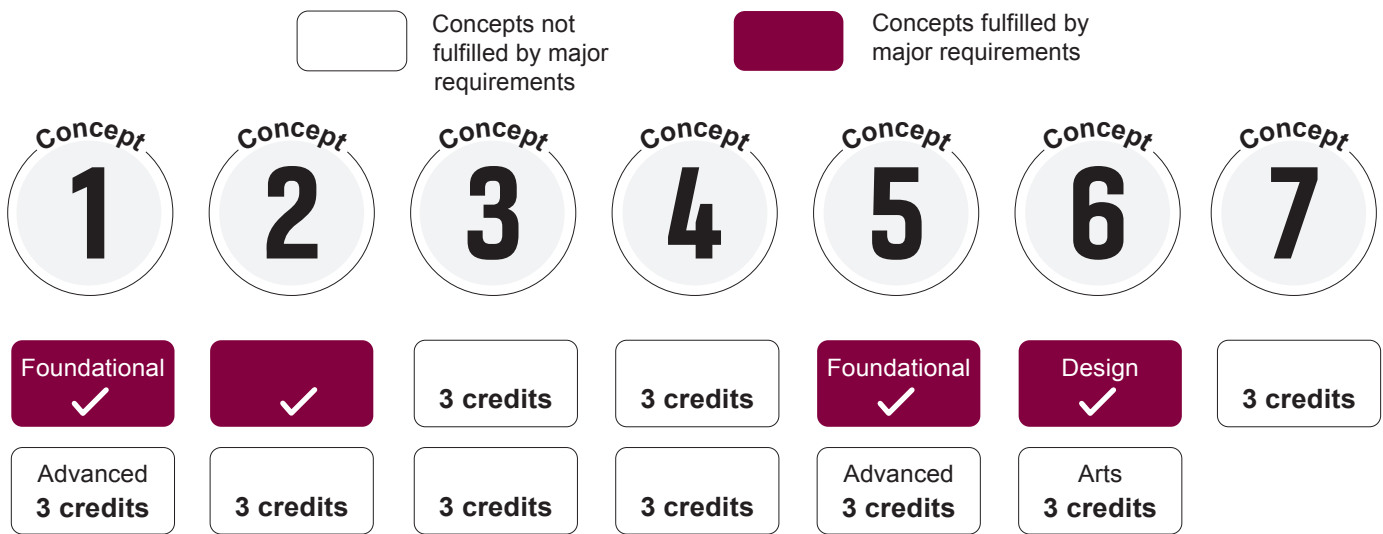 Concepts not
fulfilled by major
requirements
Concepts fulfilled by
major requirements
Concept
1
Concept
2
Concept
3
Concept
4
Concept
5
Concept
6
Concept
7
Foundational
3 credits
3 credits
Foundational
Design
3 credits
Advanced
3 credits
3 credits
3 credits
3 credits
Advanced
3 credits
Arts
3 credits